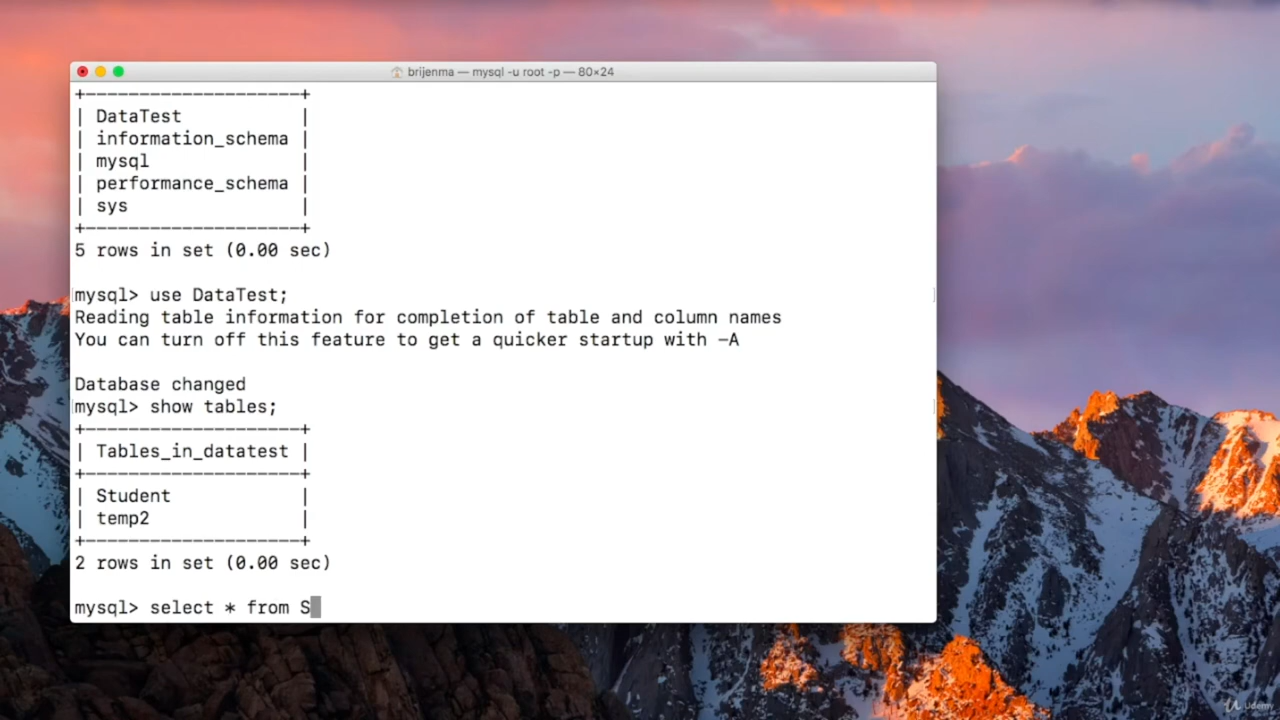 brijenma — mysql -u root -p — 80×24
+--------------------+
| DataTest           |
| information_schema |
| mysql              |
| performance_schema |
| sys                |
+--------------------+
5 rows in set (0.00 sec)
mysql> use DataTest;
Reading table information for completion of table and column names
You can turn off this feature to get a quicker startup with -A
Database changed
mysql> show tables;
+--------------------+
| Tables_in_datatest |
+--------------------+
| Student            |
| temp2              |
+--------------------+
2 rows in set (0.00 sec)
mysql> select * from S
Udemy